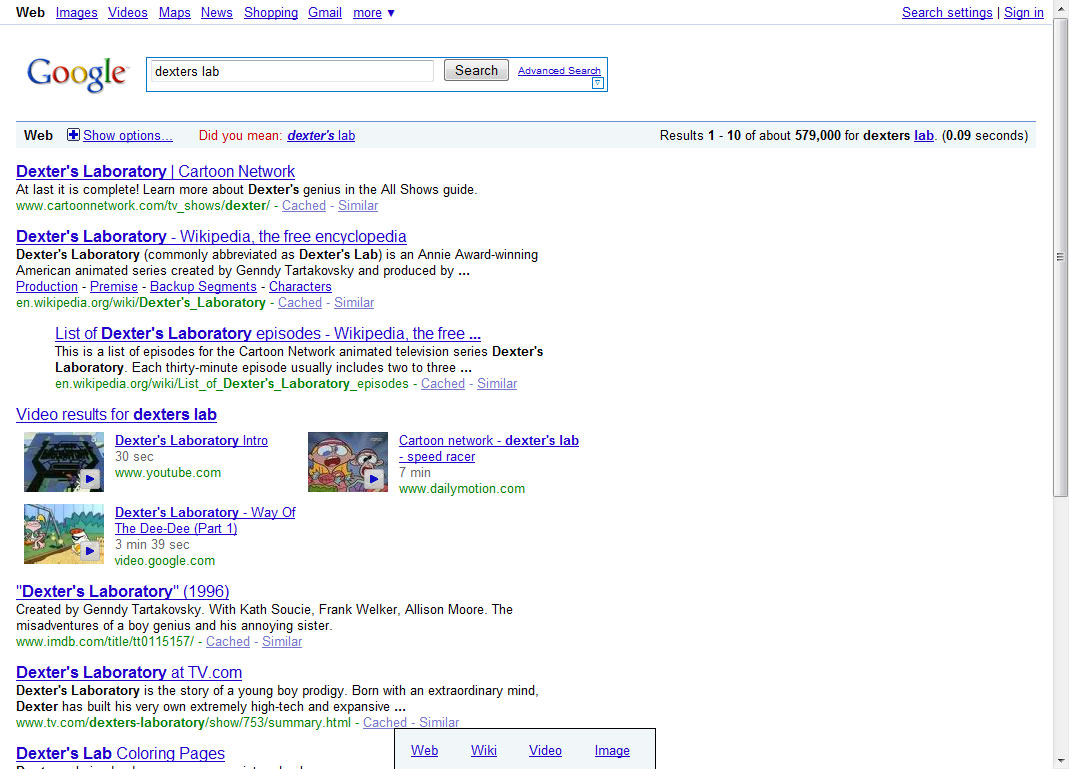 Web Images Videos Maps News Shopping Gmail more ▼ Search settings | Sign in
Google dexters lab Search Advanced Search
Web Show options... Did you mean: dexter's lab Results 1 - 10 of about 579,000 for dexters lab. (0.09 seconds)
Dexter's Laboratory | Cartoon Network
At last it is complete! Learn more about Dexter's genius in the All Shows guide.
www.cartoonnetwork.com/tv_shows/dexter/ - Cached - Similar
Dexter's Laboratory - Wikipedia, the free encyclopedia
Dexter's Laboratory (commonly abbreviated as Dexter's Lab) is an Annie Award-winning
American animated series created by Genndy Tartakovsky and produced by ...
Production - Premise - Backup Segments - Characters
en.wikipedia.org/wiki/Dexter's_Laboratory - Cached - Similar
List of Dexter's Laboratory episodes - Wikipedia, the free ...
This is a list of episodes for the Cartoon Network animated television series Dexter's
Laboratory. Each thirty-minute episode usually includes two to three ...
en.wikipedia.org/wiki/List_of_Dexter's_Laboratory_episodes - Cached - Similar
Video results for dexters lab
Dexter's Laboratory Intro
30 sec
www.youtube.com
Cartoon network - dexter's lab
- speed racer
7 min
www.dailymotion.com
Dexter's Laboratory - Way Of
The Dee-Dee (Part 1)
3 min 39 sec
video.google.com
"Dexter's Laboratory" (1996)
Created by Genndy Tartakovsky. With Kath Soucie, Frank Welker, Allison Moore. The
misadventures of a boy genius and his annoying sister.
www.imdb.com/title/tt0115157/ - Cached - Similar
Dexter's Laboratory at TV.com
Dexter's Laboratory is the story of a young boy prodigy. Born with an extraordinary mind,
Dexter has built his very own extremely high-tech and expansive ...
www.tv.com/dexters-laboratory/show/753/summary.html - Cached - Similar
Dexter's Lab Coloring Pages
Web Wiki Video Image